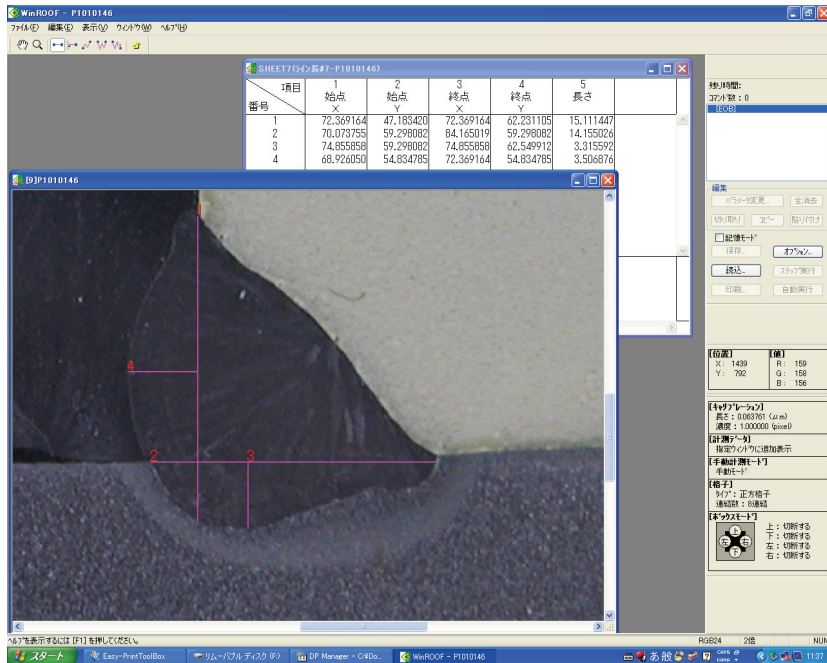 WinROOF - P1010146
ファイル(F) 編集(E) 表示(V) ウィンドウ(W) ヘルプ(H)
SHEET7(ライン長#7-P1010146)
項目 1 2 3 4 5
始点 始点 終点 終点 長さ
番号 X Y X Y
1 72.369164 47.183420 72.369164 62.231105 15.111447
2 70.073755 59.298082 84.165019 59.298082 14.155026
3 74.855858 59.298082 74.855858 62.549912 3.315592
4 68.926050 54.834785 72.369164 54.834785 3.506876
[9]P1010146
1
4
2 3
残り時間:
コマンド数 : 0
[EOB]
編集
パラメータ変更... 全消去
切り取り コピー 貼り付け
記憶モード
保存... オプション...
読込... ステップ実行
印刷... 自動実行
[位置] [値]
X: 1439 R: 159
Y: 792 G: 158
B: 156
[キャリブレーション]
長さ : 0.063761 (μm)
濃度 : 1.000000 (pixel)
[計測データ]
指定ウィンドウに追加表示
[手動計測モード]
手動モード
[格子]
タイプ : 正方格子
連結数 : 8連結
[ボックスモード]
上 : 切断する
下 : 切断する
左 : 切断する
右 : 切断する
上
左 右
下
ヘルプを表示するには [F1] を押してください。 RGB24 2倍 NUM
スタート Easy-PrintToolBox リムーバブル ディスク (F:) DP Manager - C:¥Do... WinROOF - P1010146 あ 般 CAPS KANA 11:37